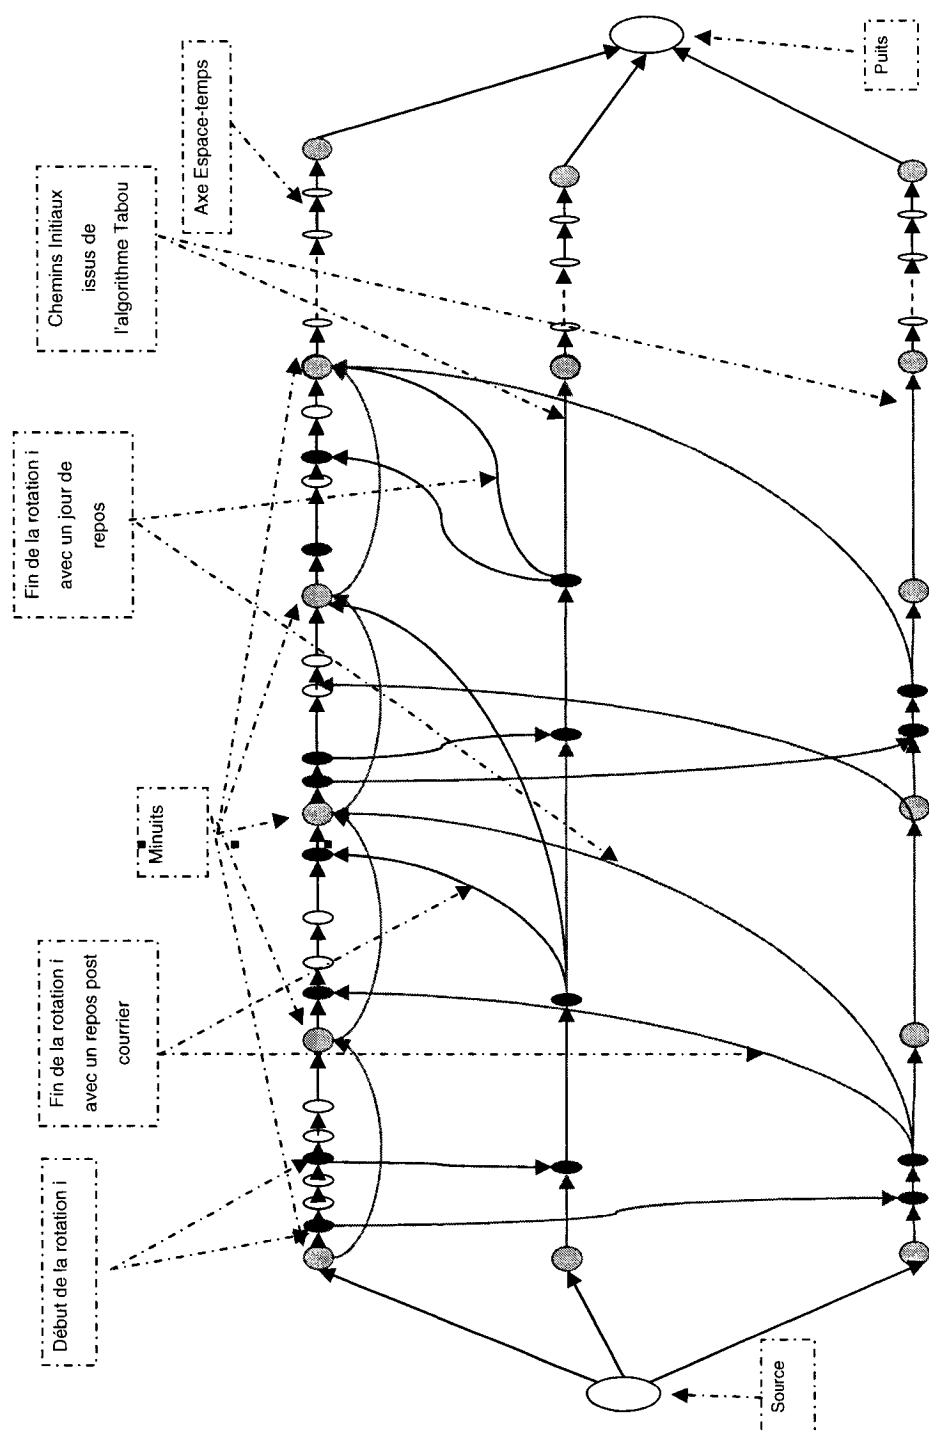 Puits
Axe Espace-temps
Chemins Initiaux
issus de
l'algorithme Tabou
Fin de la rotation i
avec un jour de
repos
Minuits
Fin de la rotation i
avec un repos post
courrier
Début de la rotation i
Source